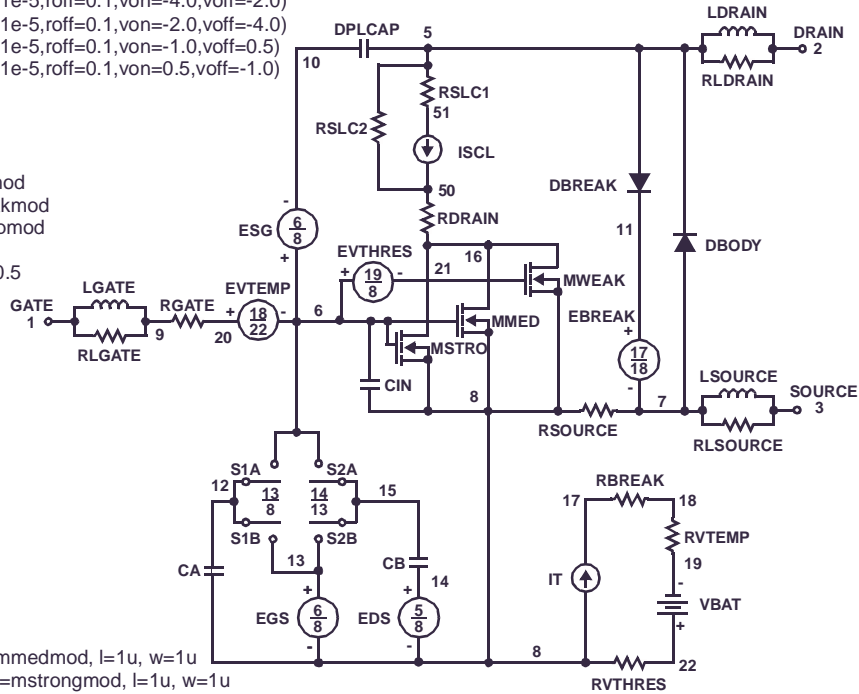 1e-5,roff=0.1,von=-4.0,voff=-2.0)
1e-5,roff=0.1,von=-2.0,voff=-4.0)
1e-5,roff=0.1,von=-1.0,voff=0.5)
1e-5,roff=0.1,von=0.5,voff=-1.0)
LDRAIN
DPLCAP 5 DRAIN
10 2
RLDRAIN
RSLC1
51
RSLC2
ISCL
50
DBREAK
RDRAIN
11
DBODY
ESG 6 8
- +
EVTHRES 16
+ 19 8 - 21
MWEAK
LGATE EVTEMP
GATE RGATE + 18 22 - 6
1 9 20
RLGATE
MMED
EBREAK +
17 18
-
MSTRO
CIN
LSOURCE
8 7 SOURCE
3
RSOURCE
RLSOURCE
S1A S2A
12 13 8 14 13 15
S1B S2B
13
CA CB
14
+ +
EGS 6 8 EDS 5 8
- -
RBREAK
17 18
RVTEMP
19
IT -
VBAT
+
8 22
RVTHRES
mod
kmod
omod
0.5
mmedmod, l=1u, w=1u
=mstrongmod, l=1u, w=1u